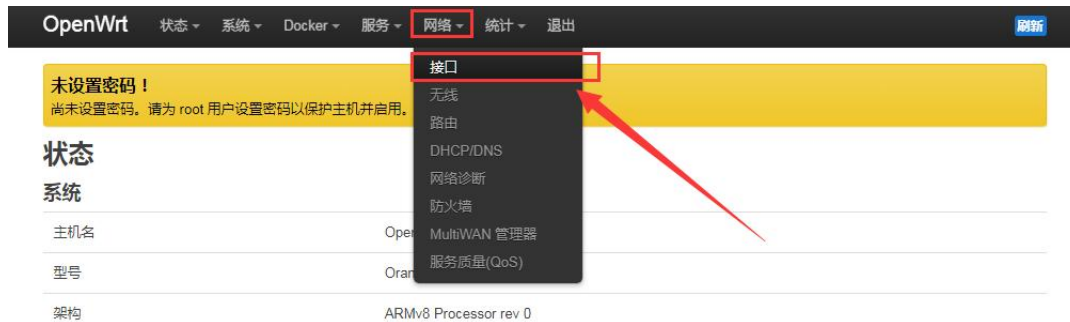 OpenWrt 状态 系统 Docker 服务 网络 统计 退出 刷新
接口
无线
路由
DHCP/DNS
网络诊断
防火墙
MultiWAN 管理器
服务质量(QoS)
未设置密码！
尚未设置密码。请为 root 用户设置密码以保护主机并启用。
状态
系统
主机名
型号
架构 ARMv8 Processor rev 0